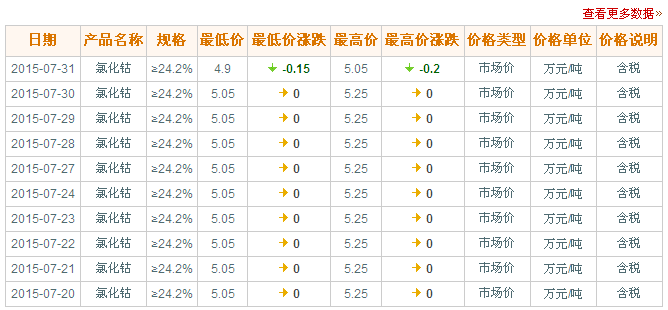 查看更多数据»
日期 产品名称 规格 最低价 最低价涨跌 最高价 最高价涨跌 价格类型 价格单位 价格说明
2015-07-31 氯化钴 ≥24.2% 4.9 -0.15 5.05 -0.2 市场价 万元/吨 含税
2015-07-30 氯化钴 ≥24.2% 5.05 0 5.25 0 市场价 万元/吨 含税
2015-07-29 氯化钴 ≥24.2% 5.05 0 5.25 0 市场价 万元/吨 含税
2015-07-28 氯化钴 ≥24.2% 5.05 0 5.25 0 市场价 万元/吨 含税
2015-07-27 氯化钴 ≥24.2% 5.05 0 5.25 0 市场价 万元/吨 含税
2015-07-24 氯化钴 ≥24.2% 5.05 0 5.25 0 市场价 万元/吨 含税
2015-07-23 氯化钴 ≥24.2% 5.05 0 5.25 0 市场价 万元/吨 含税
2015-07-22 氯化钴 ≥24.2% 5.05 0 5.25 0 市场价 万元/吨 含税
2015-07-21 氯化钴 ≥24.2% 5.05 0 5.25 0 市场价 万元/吨 含税
2015-07-20 氯化钴 ≥24.2% 5.05 0 5.25 0 市场价 万元/吨 含税